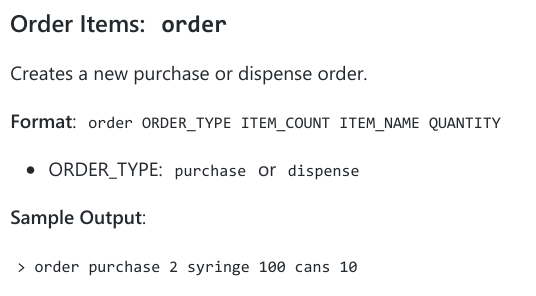 Order Items: order
Creates a new purchase or dispense order.
Format: order ORDER_TYPE ITEM_COUNT ITEM_NAME QUANTITY
• ORDER_TYPE: purchase or dispense
Sample Output:
> order purchase 2 syringe 100 cans 10